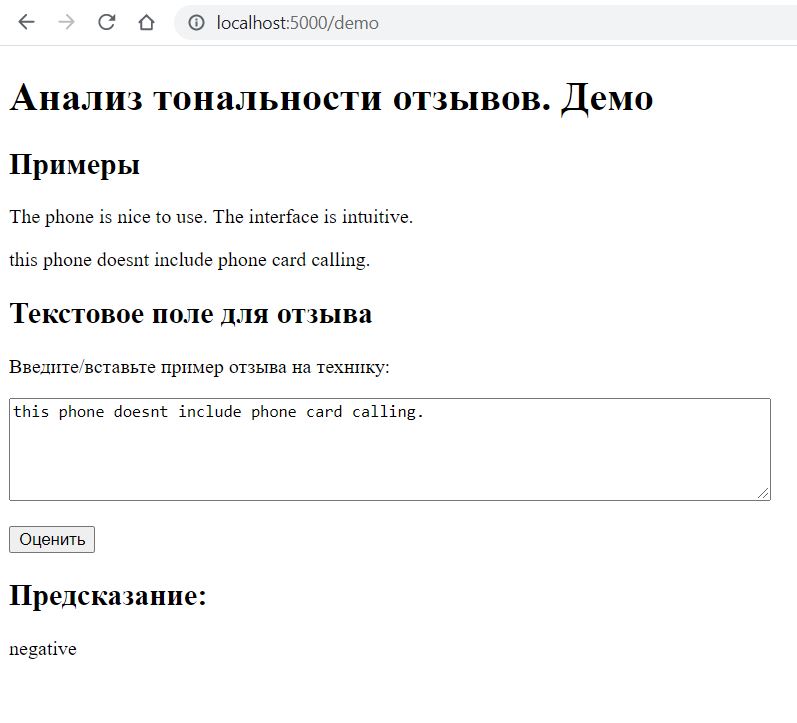 localhost:5000/demo
Анализ тональности отзывов. Демо
Примеры
The phone is nice to use. The interface is intuitive.
this phone doesnt include phone card calling.
Текстовое поле для отзыва
Введите/вставьте пример отзыва на технику:
this phone doesnt include phone card calling.
Оценить
Предсказание:
negative